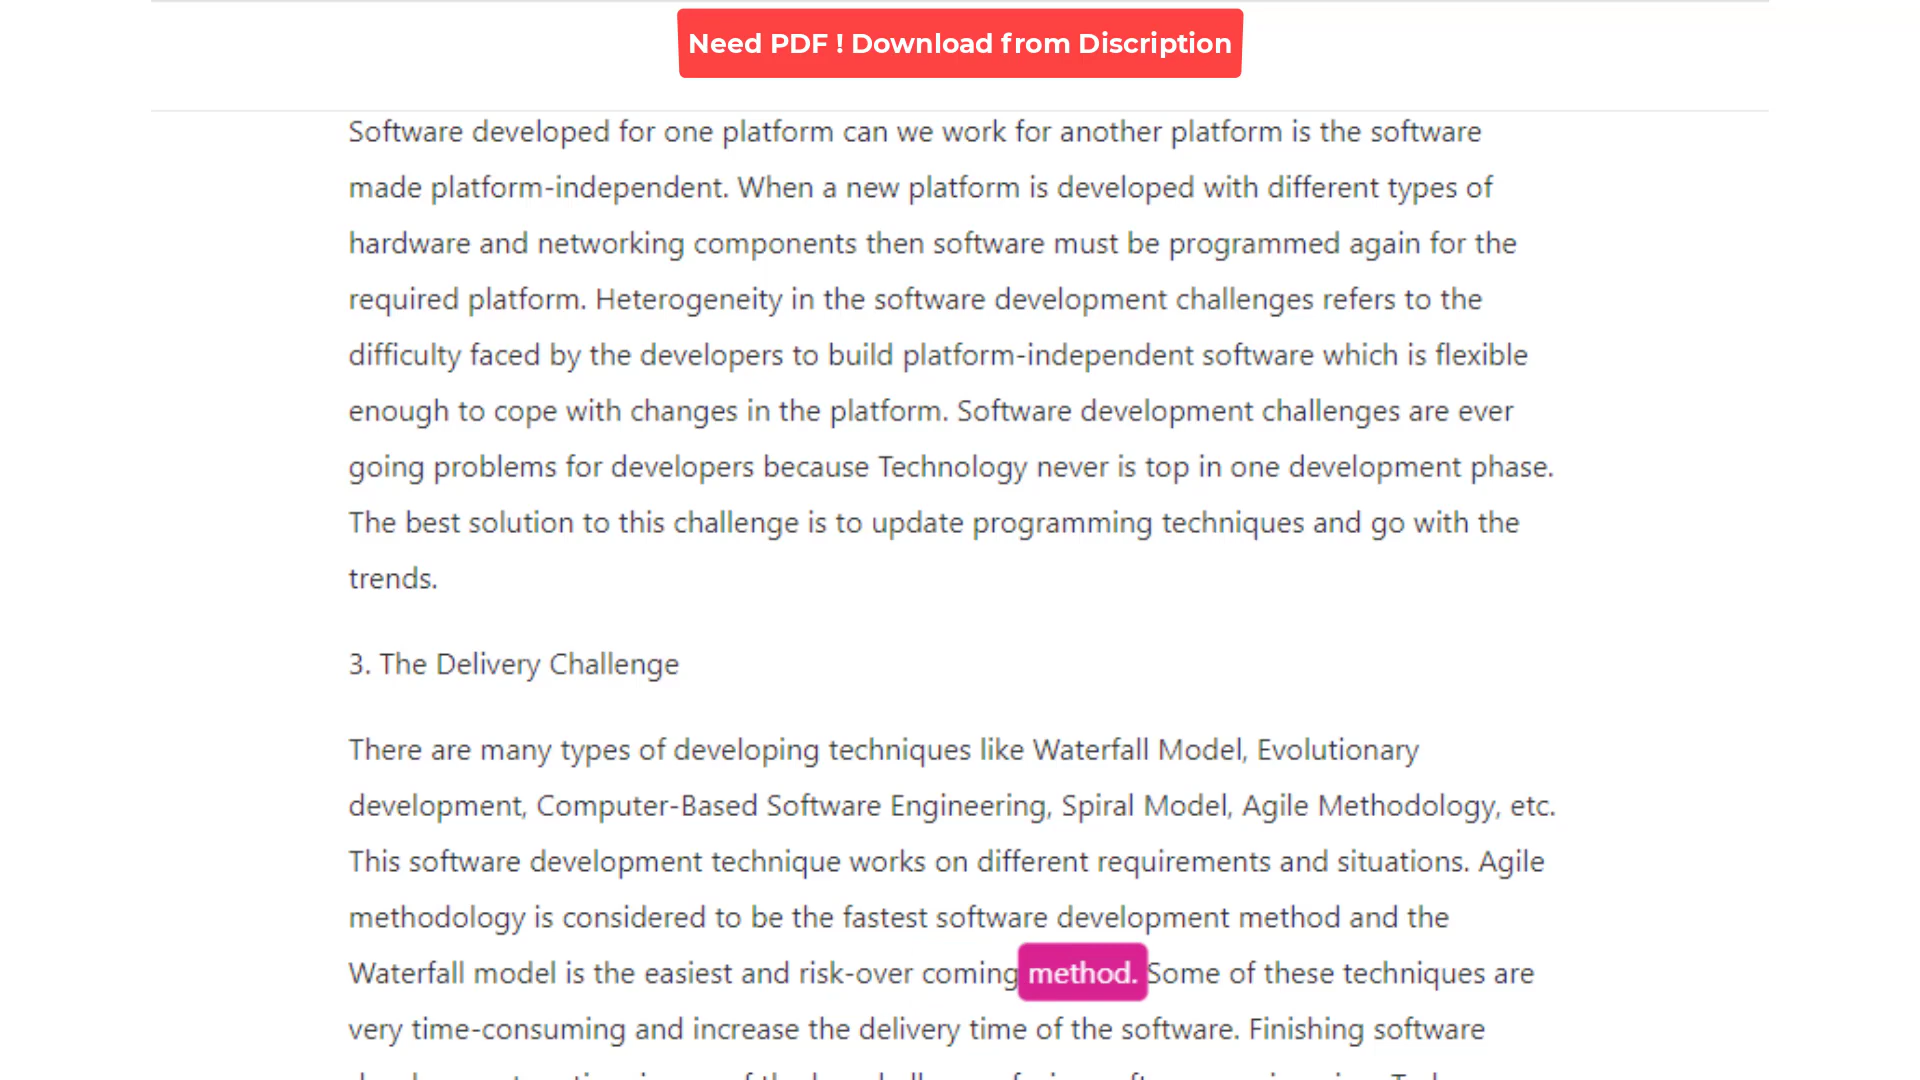 Need PDF ! Download from Discription
Software developed for one platform can we work for another platform is the software
made platform-independent. When a new platform is developed with different types of
hardware and networking components then software must be programmed again for the
required platform. Heterogeneity in the software development challenges refers to the
difficulty faced by the developers to build platform-independent software which is flexible
enough to cope with changes in the platform. Software development challenges are ever
going problems for developers because Technology never is top in one development phase.
The best solution to this challenge is to update programming techniques and go with the
trends.
3. The Delivery Challenge
There are many types of developing techniques like Waterfall Model, Evolutionary
development, Computer-Based Software Engineering, Spiral Model, Agile Methodology, etc.
This software development technique works on different requirements and situations. Agile
methodology is considered to be the fastest software development method and the
Waterfall model is the easiest and risk-over coming method. Some of these techniques are
very time-consuming and increase the delivery time of the software. Finishing software